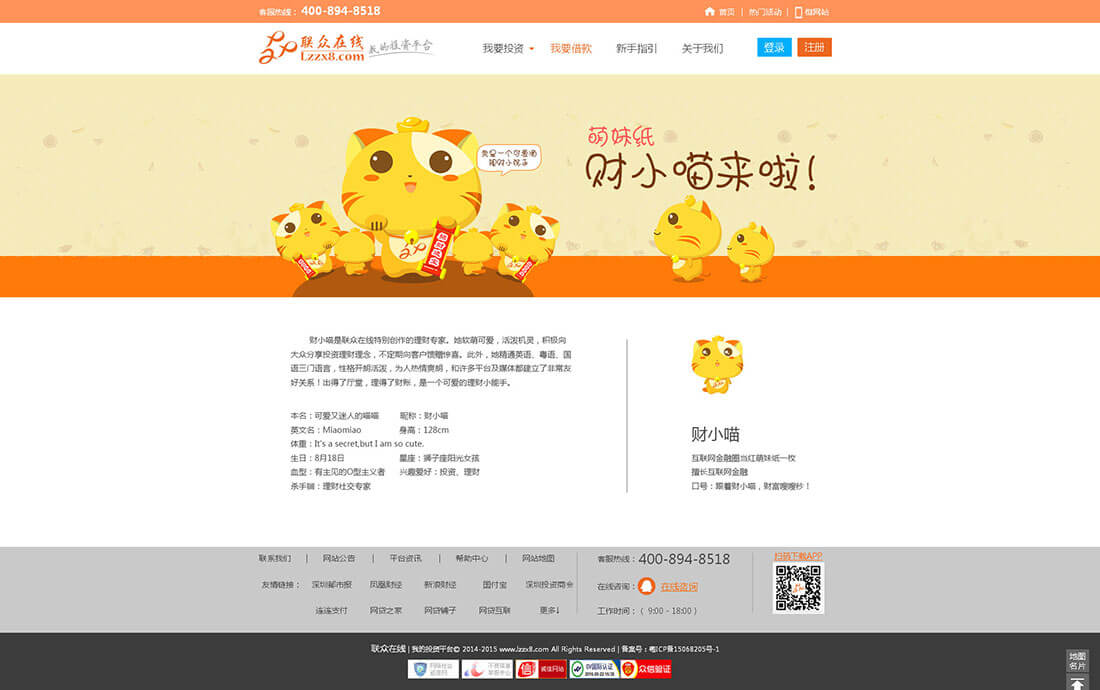 客服热线： 400-894-8518
首页 | 热门活动 | 微网站
联众在线
Lzzx8.com
我的投资平台
我要投资 我要借款 新手指引 关于我们 登录 注册
萌妹纸
财小喵来啦!
财小喵是联众在线特别创作的理财专家。她软萌可爱，活泼机灵，积极向
大众分享投资理财理念，不定期向客户馈赠惊喜。此外，她精通英语、粤语、国
语三门语言，性格开朗活泼，为人热情爽朗，和许多平台及媒体都建立了非常友
好关系！出得了厅堂，理得了财账，是一个可爱的理财小能手。
本名：可爱又迷人的喵喵 昵称：财小喵
英文名：Miaomiao 身高：128cm
体重：It's a secret,but I am so cute.
生日：8月18日 星座：狮子座阳光女孩
血型：有主见的O型主义者 兴趣爱好：投资、理财
杀手锏：理财社交专家
财小喵
互联网金融圈当红萌妹纸一枚
擅长互联网金融
口号：跟着财小喵，财富嗖嗖秒！
联系我们 | 网站公告 | 平台资讯 | 帮助中心 | 网站地图
友情链接： 深圳都市报 凤凰财经 新浪财经 国付宝 深圳投资商会
连连支付 网贷之家 网贷铺子 网贷互联 更多↓
客服热线：400-894-8518
在线咨询： 在线咨询
工作时间：（ 9:00 - 18:00 ）
扫码下载APP
联众在线 | 我的投资平台© 2014-2015 www.lzzx8.com All Rights Reserved | 备案号：粤ICP备15068205号-1
诚信网站
众信验证
地图
名片